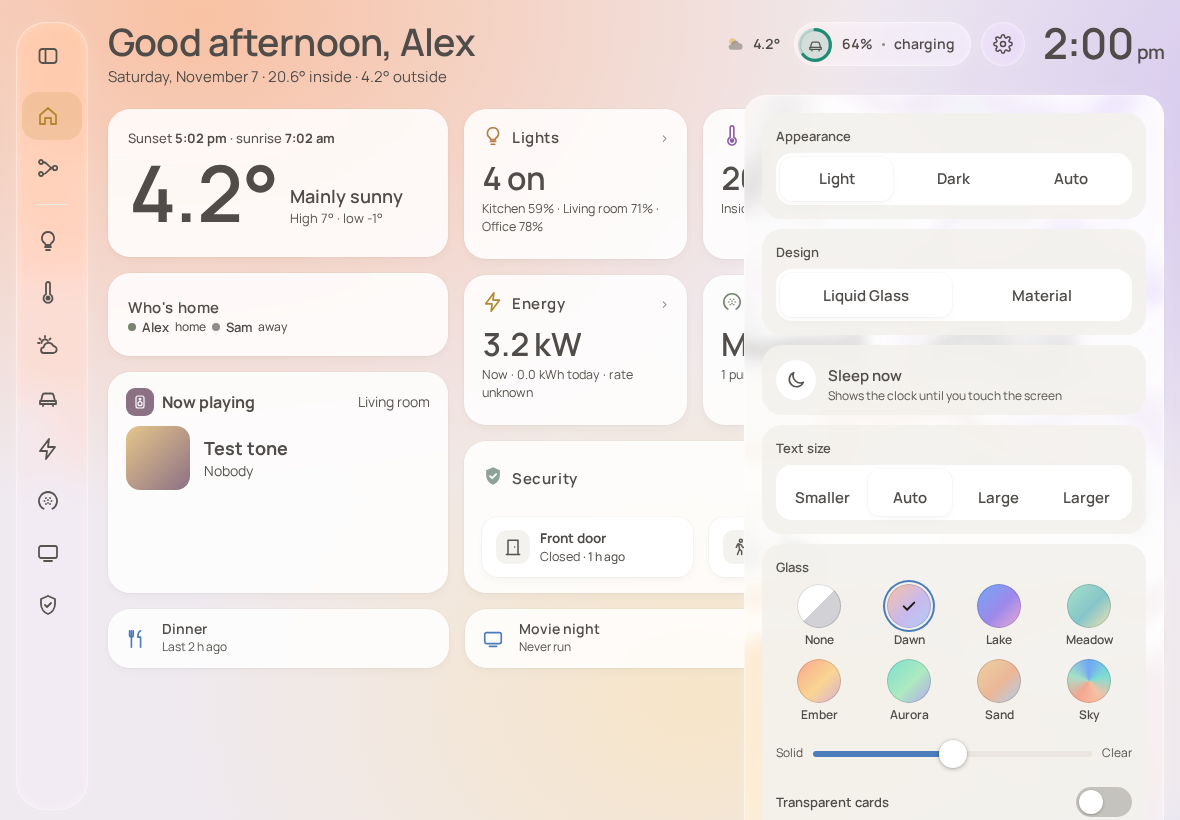 Good afternoon, Alex
Saturday, November 7 · 20.6° inside · 4.2° outside
4.2°
64% · charging
2:00 pm
Sunset 5:02 pm · sunrise 7:02 am
4.2°
Mainly sunny
High 7° · low -1°
Who's home
Alex home Sam away
Now playing
Living room
Test tone
Nobody
Lights
4 on
Kitchen 59% · Living room 71% ·
Office 78%
Energy
3.2 kW
Now · 0.0 kWh today · rate
unknown
Security
Front door
Closed · 1 h ago
Dinner
Last 2 h ago
Movie night
Never run
Appearance
Light Dark Auto
Design
Liquid Glass Material
Sleep now
Shows the clock until you touch the screen
Text size
Smaller Auto Large Larger
Glass
None Dawn Lake Meadow
Ember Aurora Sand Sky
Solid Clear
Transparent cards